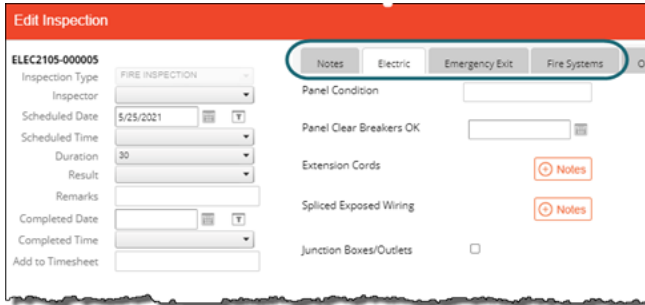 Edit Inspection
ELEC2105-000005
Inspection Type FIRE INSPECTION
Inspector
Scheduled Date 5/25/2021
Scheduled Time
Duration 30
Result
Remarks
Completed Date
Completed Time
Add to Timesheet
Notes Electric Emergency Exit Fire Systems
Panel Condition
Panel Clear Breakers OK
Extension Cords Notes
Spliced Exposed Wiring Notes
Junction Boxes/Outlets